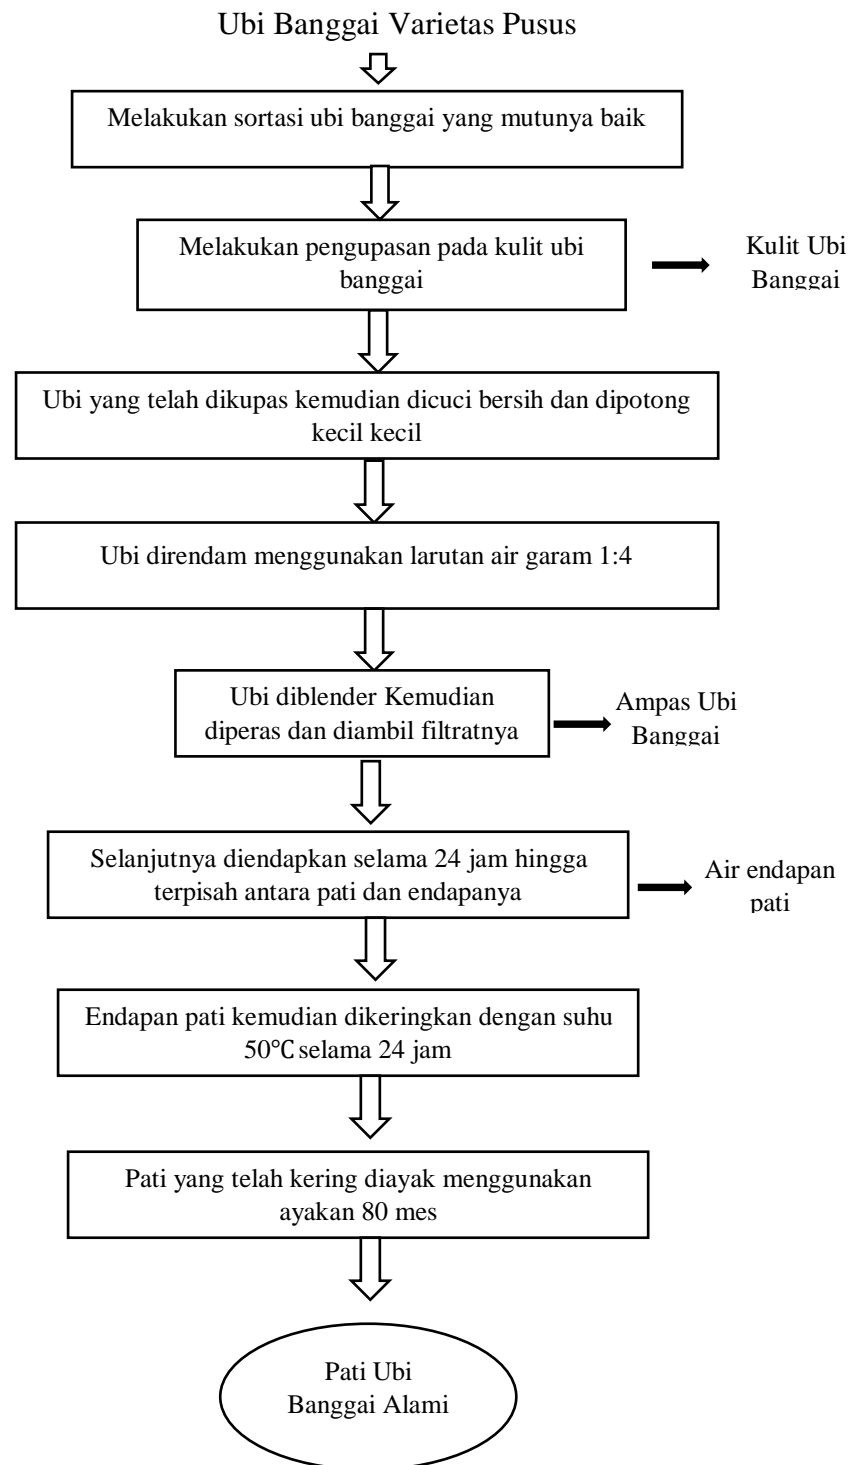 Ubi Banggai Varietas Pusus
Melakukan sortasi ubi banggai yang mutunya baik
Melakukan pengupasan pada kulit ubi
banggai
Kulit Ubi
Banggai
Ubi yang telah dikupas kemudian dicuci bersih dan dipotong
kecil kecil
Ubi direndam menggunakan larutan air garam 1:4
Ubi diblender Kemudian
diperas dan diambil filtratnya
Ampas Ubi
Banggai
Selanjutnya diendapkan selama 24 jam hingga
terpisah antara pati dan endapanya
Air endapan
pati
Endapan pati kemudian dikeringkan dengan suhu
50℃ selama 24 jam
Pati yang telah kering diayak menggunakan
ayakan 80 mes
Pati Ubi
Banggai Alami